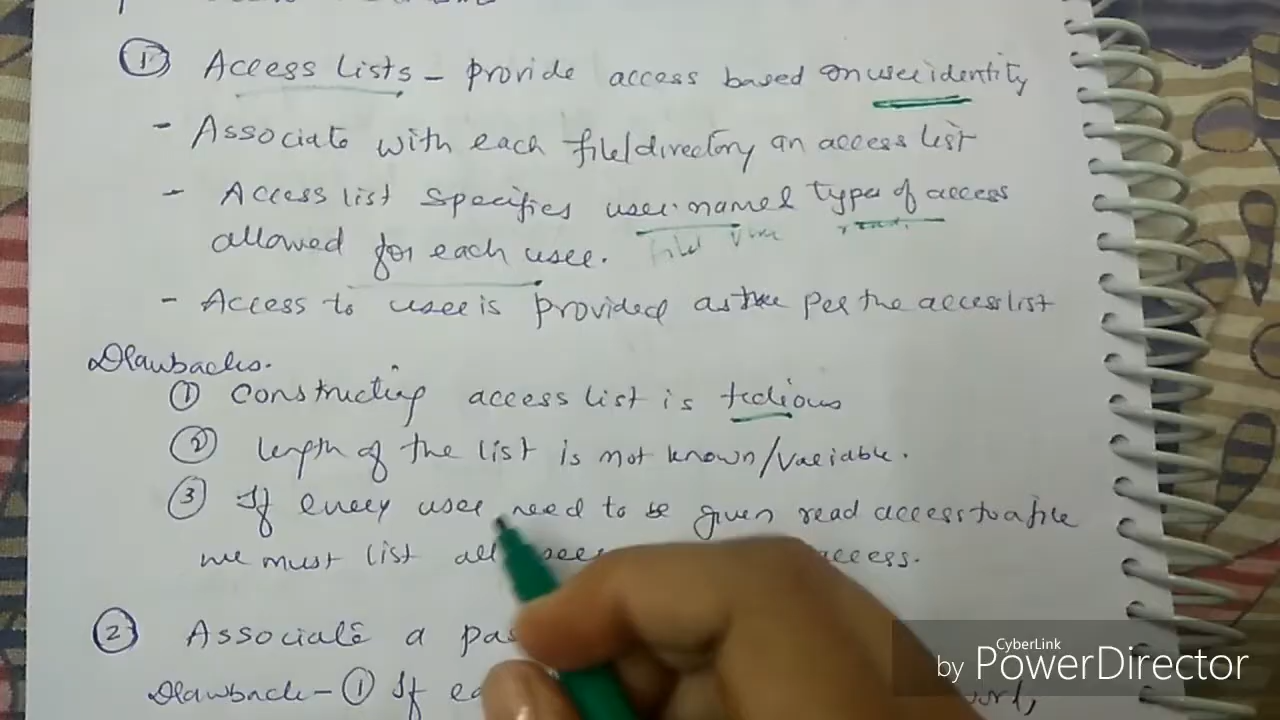 ① Access Lists - provide access based on user identity
- Associate with each file/directory an access list
- Access list specifies user name & types of access
allowed for each user.
- Access to user is provided as per the access list
Drawbacks.
① Constructing access list is tedious
② length of the list is not known/variable.
③ If every user need to be given read access to a file
we must list all access.
② Associate a
Drawback - ① If
CyberLink
by PowerDirector